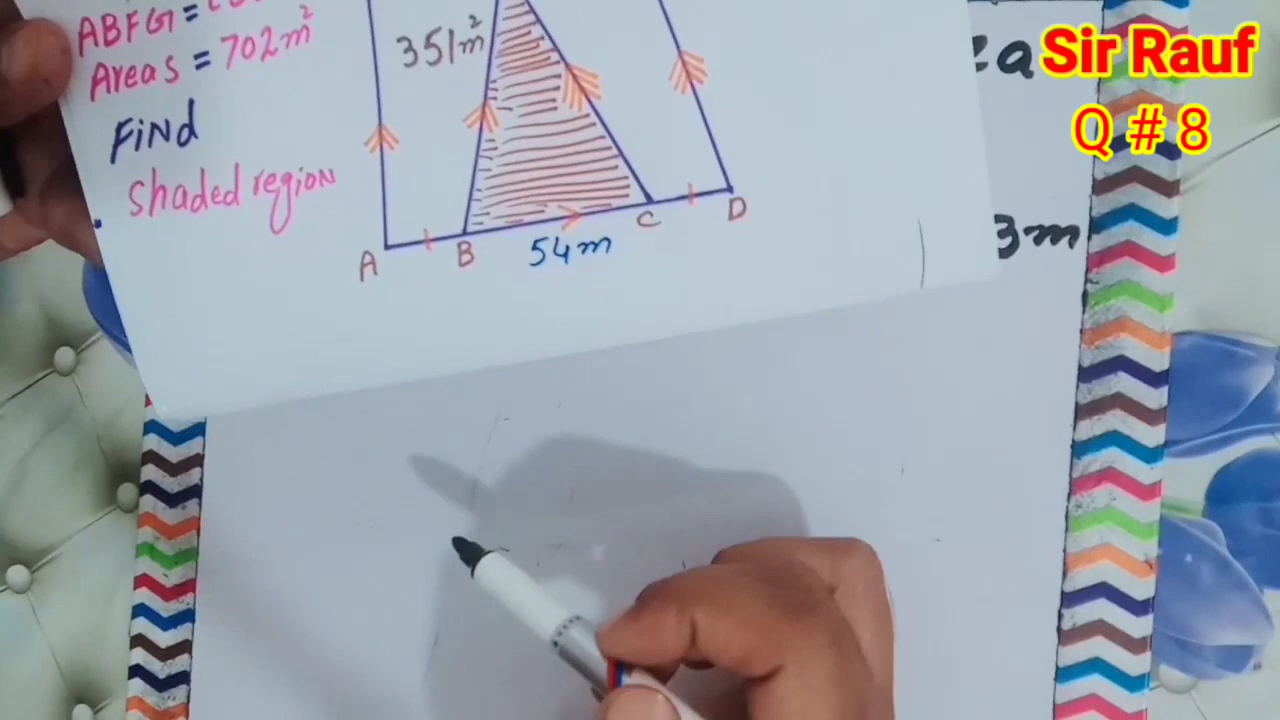 ABFG =
Areas = 702m²
FIND
Shaded region
351m²
A
B
54m
C
D
3m
Sir Rauf
Q # 8